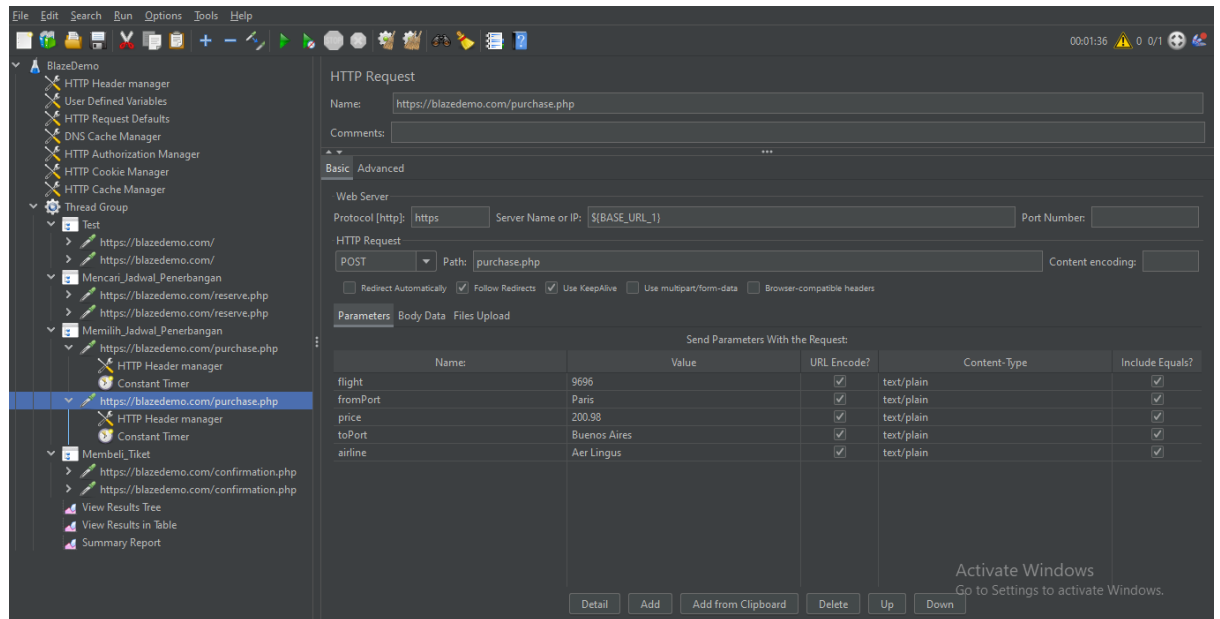 File Edit Search Run Options Tools Help
00:01:36 0 0/1
BlazeDemo
HTTP Header manager
User Defined Variables
HTTP Request Defaults
DNS Cache Manager
HTTP Authorization Manager
HTTP Cookie Manager
HTTP Cache Manager
Thread Group
Test
https://blazedemo.com/
https://blazedemo.com/
Mencari_Jadwal_Penerbangan
https://blazedemo.com/reserve.php
https://blazedemo.com/reserve.php
Memilih_Jadwal_Penerbangan
https://blazedemo.com/purchase.php
HTTP Header manager
Constant Timer
https://blazedemo.com/purchase.php
HTTP Header manager
Constant Timer
Membeli_Tiket
https://blazedemo.com/confirmation.php
https://blazedemo.com/confirmation.php
View Results Tree
View Results in Table
Summary Report
HTTP Request
Name: https://blazedemo.com/purchase.php
Comments:
Basic Advanced
Web Server
Protocol [http]: https Server Name or IP: ${BASE_URL_1} Port Number:
HTTP Request
POST Path: purchase.php Content encoding:
Redirect Automatically Follow Redirects Use KeepAlive Use multipart/form-data Browser-compatible headers
Parameters Body Data Files Upload
Send Parameters With the Request:
Name: Value URL Encode? Content-Type Include Equals?
flight 9696 text/plain
fromPort Paris text/plain
price 200.98 text/plain
toPort Buenos Aires text/plain
airline Aer Lingus text/plain
Activate Windows
Go to Settings to activate Windows.
Detail Add Add from Clipboard Delete Up Down